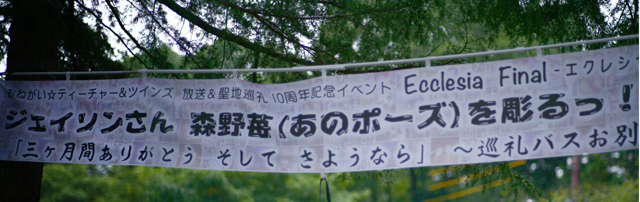 おねがい☆ティーチャー&ツインズ 放送&聖地巡礼 10周年記念イベント Ecclesia Final -エクレシ
ジェイソンさん 森野苺(あのポーズ)を彫るっ!
「三ヶ月間ありがとう そして さようなら」 〜巡礼バスお別